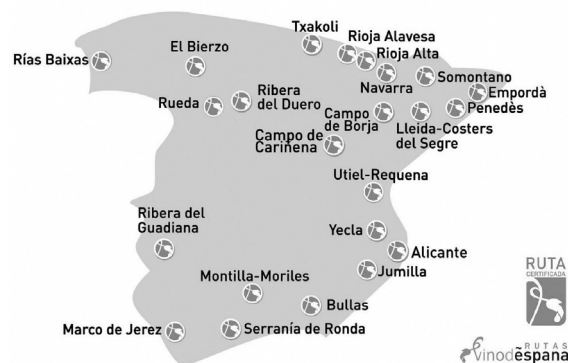 Txakoli
Rioja Alavesa
Rioja Alta
El Bierzo
Rías Baixas
Navarra
Somontano
Empordà
Penedès
Ribera
del Duero
Rueda
Campo
de Borja
Lleida-Costers
del Segre
Campo de
Cariñena
Utiel-Requena
Ribera del
Guadiana
Yecla
Alicante
Jumilla
Montilla-Moriles
Bullas
Marco de Jerez
Serranía de Ronda
RUTA
CERTIFICADA
RUTAS
vinodespana